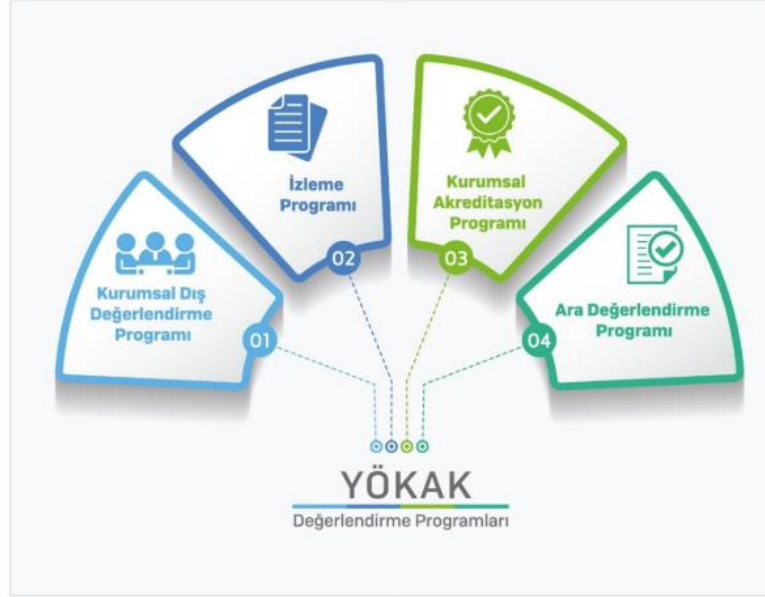 Kurumsal Dış
Değerlendirme
Programı
01
İzleme
Programı
02
Kurumsal
Akreditasyon
Programı
03
Ara Değerlendirme
Programı
04
YÖKAK
Değerlendirme Programları